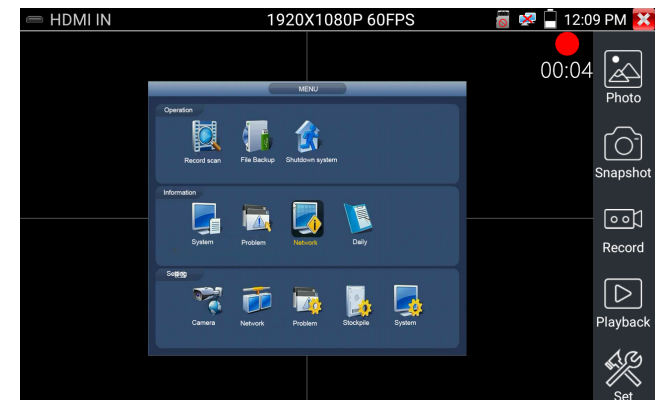 HDMI IN
1920X1080P 60FPS
12:09 PM
00:04
MENU
Operation
Record scan
File Backup
Shutdown system
Information
System
Problem
Network
Daily
Setting
Camera
Network
Problem
Stockpile
System
Photo
Snapshot
Record
Playback
Set